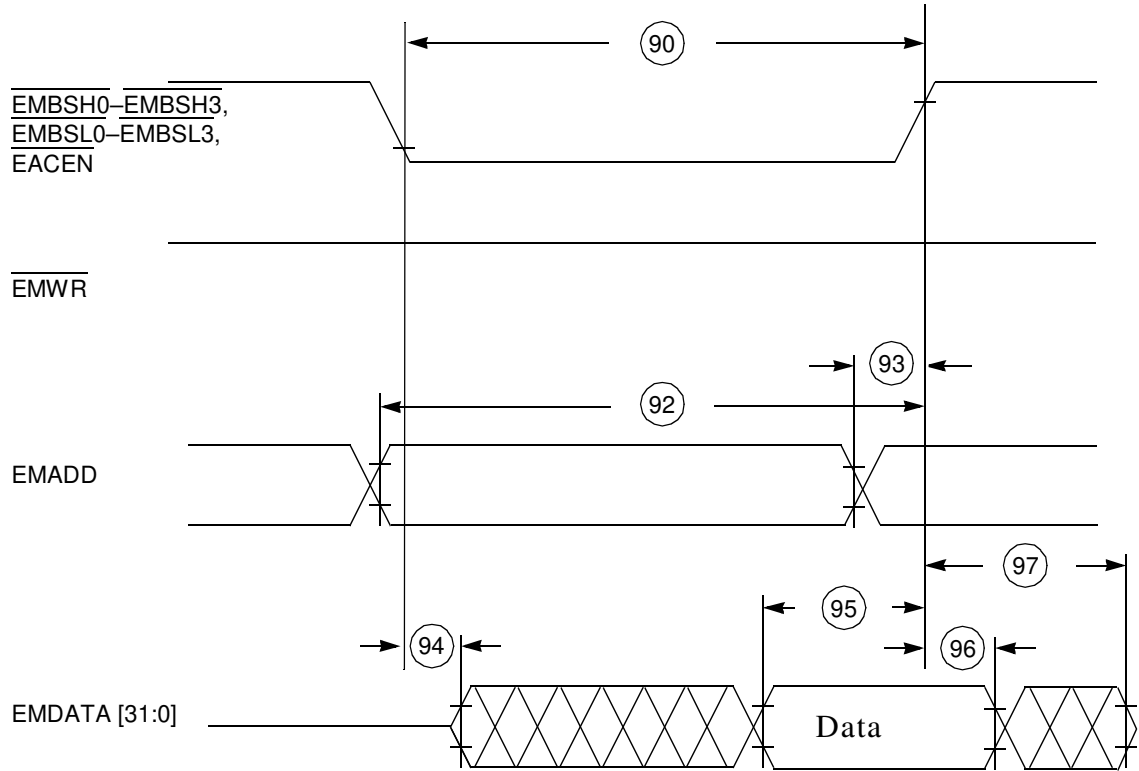 90
EMBSH0–EMBSH3,
EMBSL0–EMBSL3,
EACEN
EMWR
93
92
EMADD
97
95
94
96
EMDATA [31:0]
Data